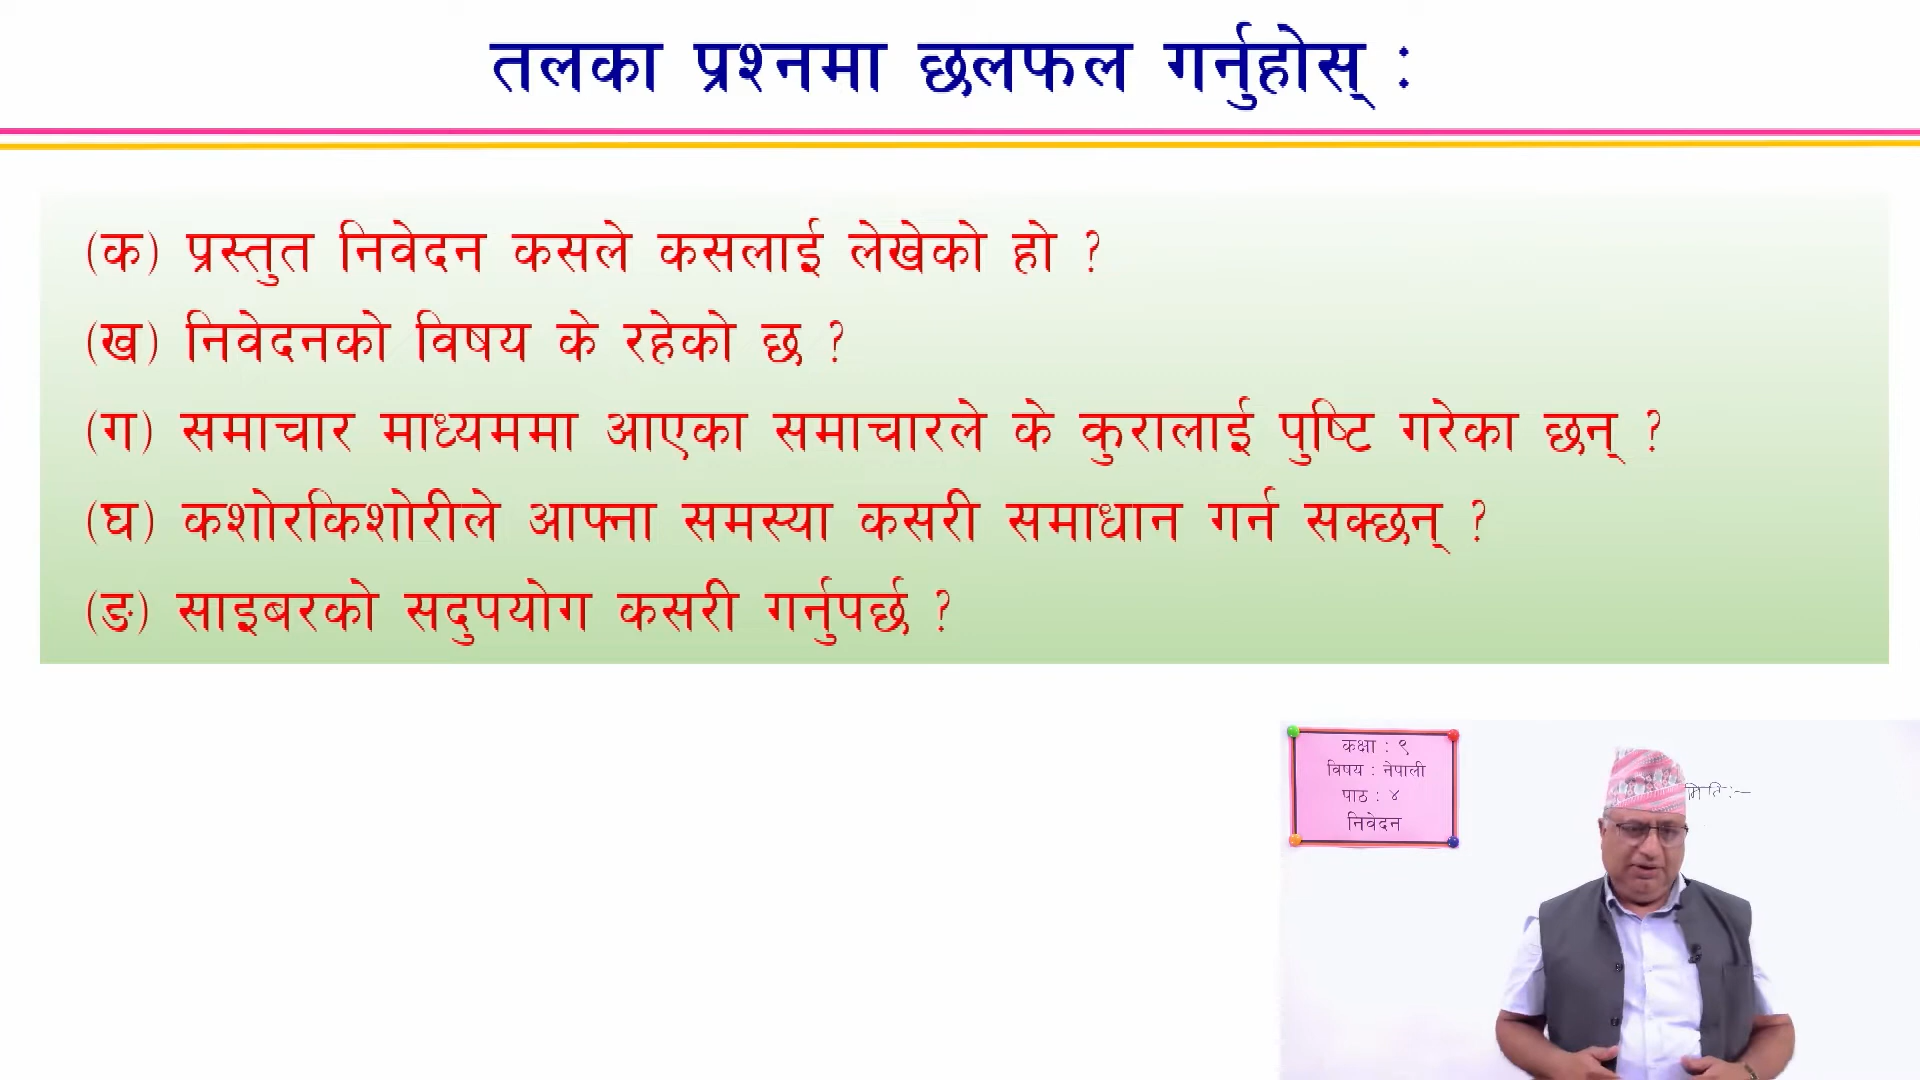 तलका प्रश्नमा छलफल गर्नुहोस् :
(क) प्रस्तुत निवेदन कसले कसलाई लेखेको हो ?
(ख) निवेदनको विषय के रहेको छ ?
(ग) समाचार माध्यममा आएका समाचारले के कुरालाई पुष्टि गरेका छन् ?
(घ) कशोरकिशोरीले आफ्ना समस्या कसरी समाधान गर्न सक्छन् ?
(ङ) साइबरको सदुपयोग कसरी गर्नुपर्छ ?
कक्षा : ९
विषय : नेपाली
पाठ : ४
निवेदन
मिति:-